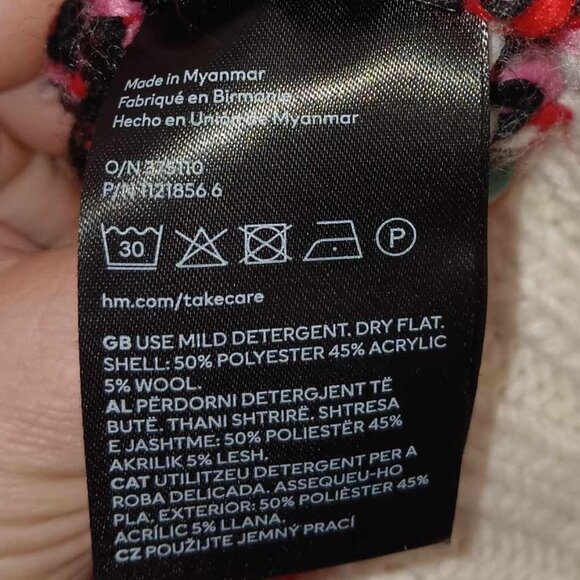 Made in Myanmar
Fabriqué en Birmanie
Hecho en Unión de Myanmar
O/N 375110
P/N 1121856.6
30
P
hm.com/takecare
GB USE MILD DETERGENT. DRY FLAT.
SHELL: 50% POLYESTER 45% ACRYLIC
5% WOOL.
AL PËRDORNI DETERGJENT TË
BUTË. THANI SHTRIRË. SHTRESA
E JASHTME: 50% POLIESTËR 45%
AKRILIK 5% LESH.
CAT UTILITZEU DETERGENT PER A
ROBA DELICADA. ASSEQUEU-HO
PLA. EXTERIOR: 50% POLIÈSTER 45%
ACRÍLIC 5% LLANA.
CZ POUŽIJTE JEMNÝ PRACÍ